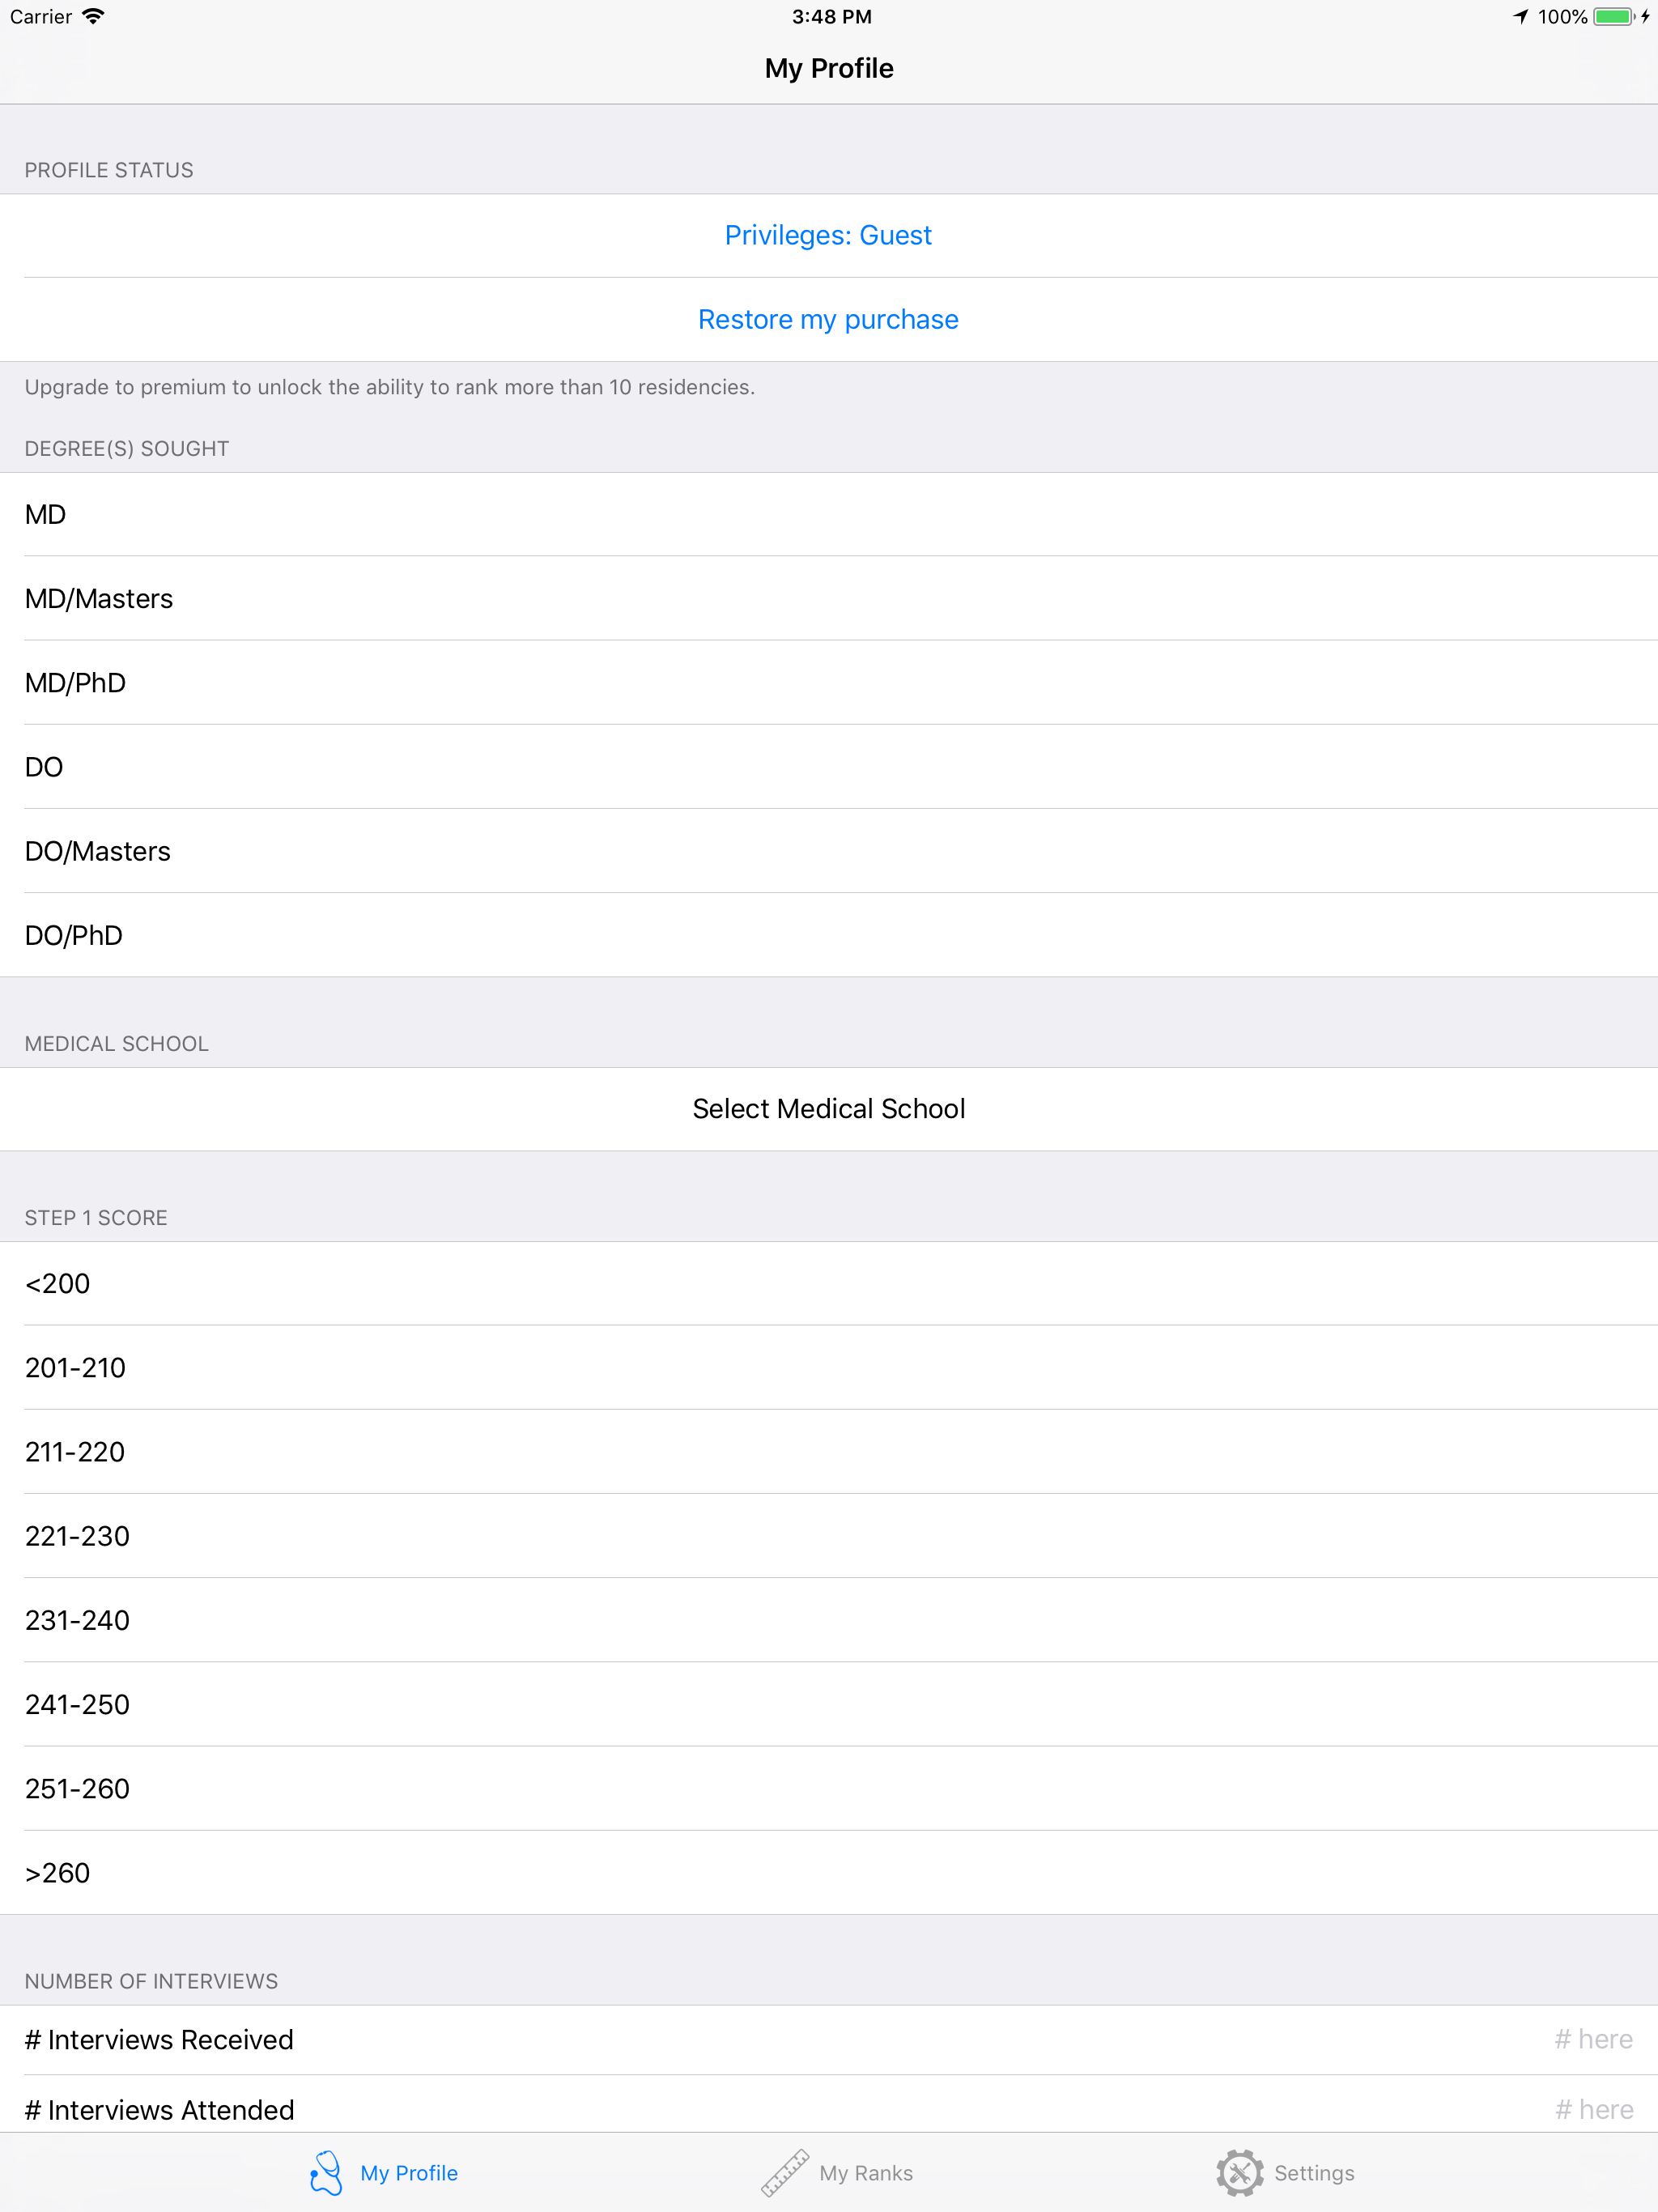 Carrier 3:48 PM 100%
My Profile
PROFILE STATUS
Privileges: Guest
Restore my purchase
Upgrade to premium to unlock the ability to rank more than 10 residencies.
DEGREE(S) SOUGHT
MD
MD/Masters
MD/PhD
DO
DO/Masters
DO/PhD
MEDICAL SCHOOL
Select Medical School
STEP 1 SCORE
<200
201-210
211-220
221-230
231-240
241-250
251-260
>260
NUMBER OF INTERVIEWS
# Interviews Received # here
# Interviews Attended # here
My Profile My Ranks Settings